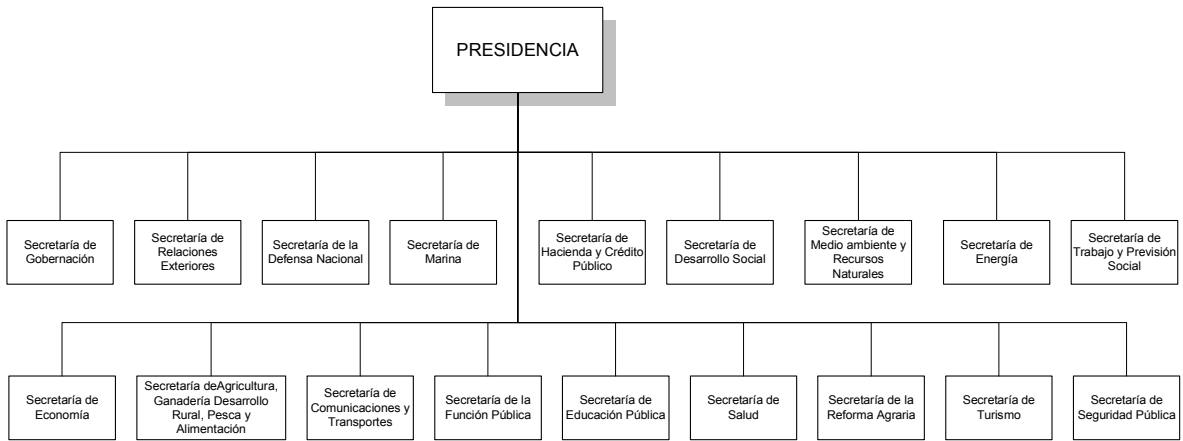 PRESIDENCIA
Secretaría de
Gobernación
Secretaría de
Relaciones
Exteriores
Secretaría de la
Defensa Nacional
Secretaría de
Marina
Secretaría de
Hacienda y Crédito
Público
Secretaría de
Desarrollo Social
Secretaría de
Medio ambiente y
Recursos
Naturales
Secretaría de
Energía
Secretaría de
Trabajo y Previsión
Social
Secretaría de
Economía
Secretaría deAgricultura,
Ganadería Desarrollo
Rural, Pesca y
Alimentación
Secretaría de
Comunicaciones y
Transportes
Secretaría de la
Función Pública
Secretaría de
Educación Pública
Secretaría de
Salud
Secretaría de la
Reforma Agraria
Secretaría de
Turismo
Secretaría de
Seguridad Pública